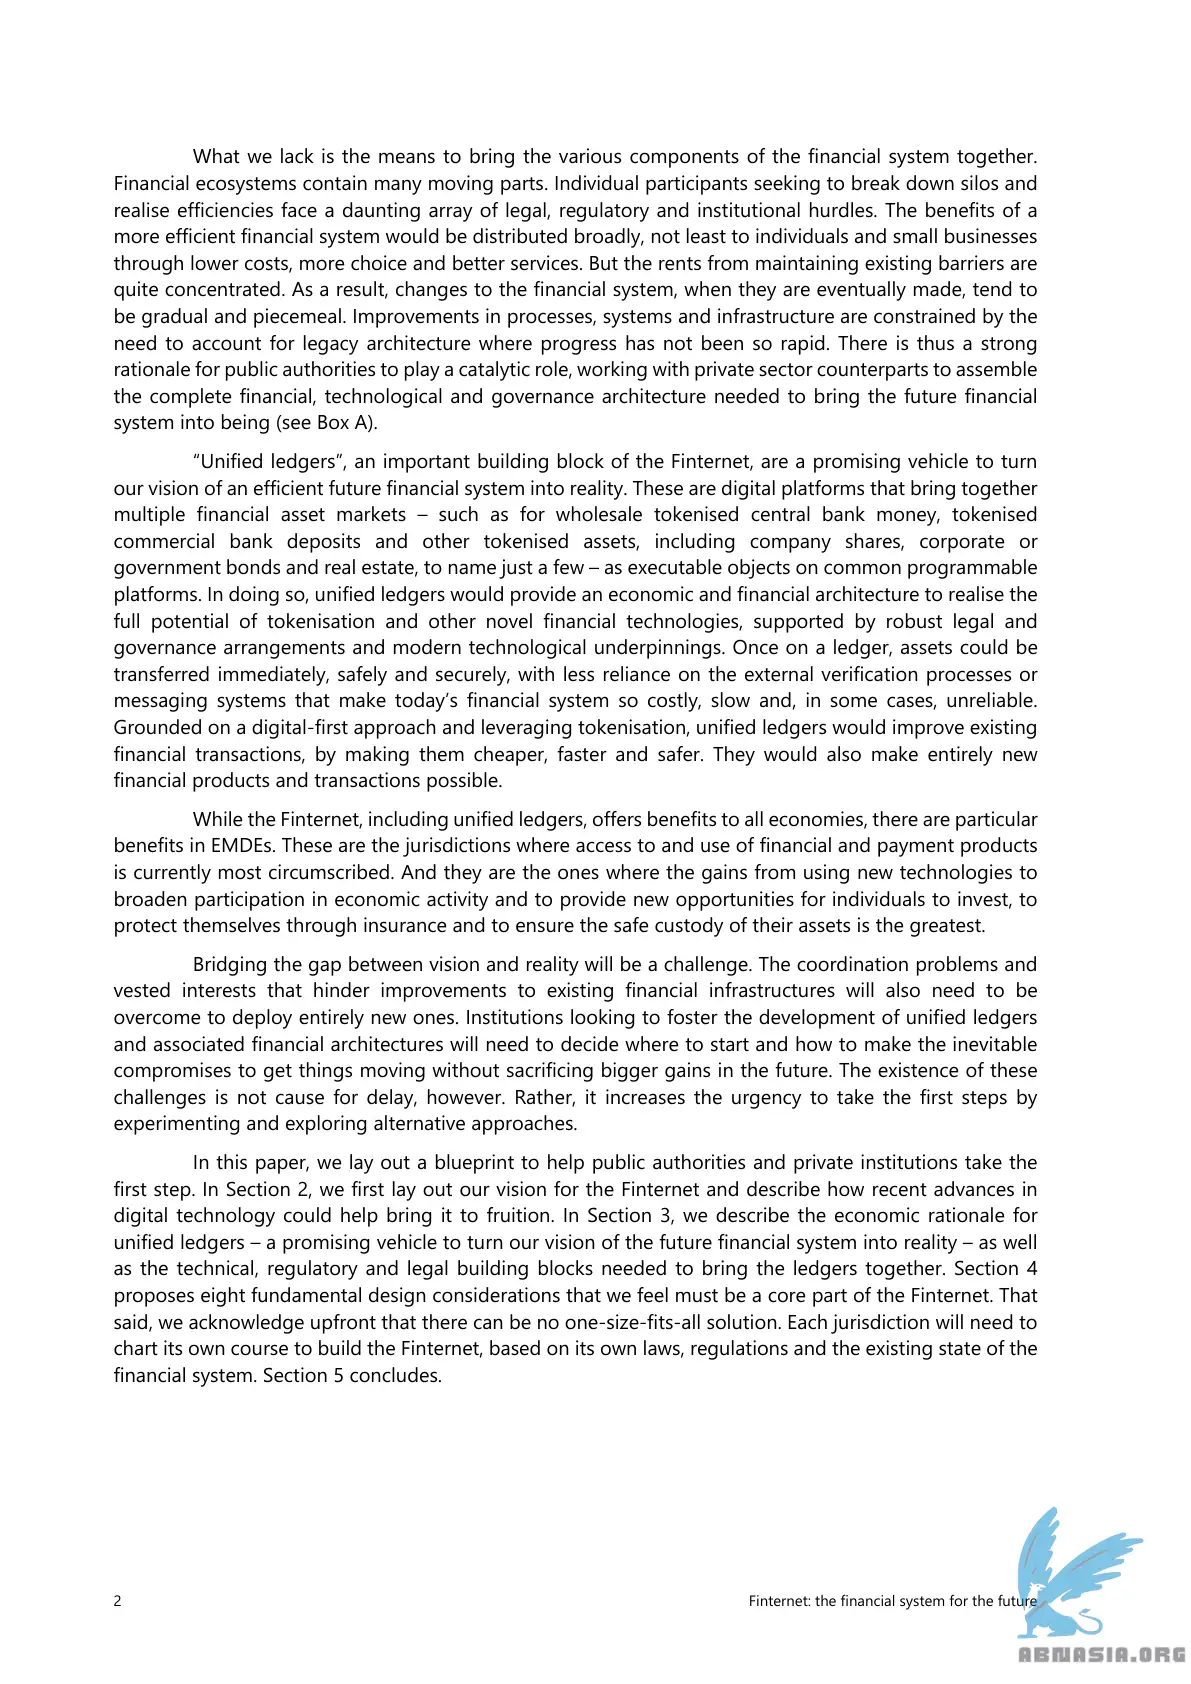 What we lack is the means to bring the various components of the financial system together.
Financial ecosystems contain many moving parts. Individual participants seeking to break down silos and
realise efficiencies face a daunting array of legal, regulatory and institutional hurdles. The benefits of a
more efficient financial system would be distributed broadly, not least to individuals and small businesses
through lower costs, more choice and better services. But the rents from maintaining existing barriers are
quite concentrated. As a result, changes to the financial system, when they are eventually made, tend to
be gradual and piecemeal. Improvements in processes, systems and infrastructure are constrained by the
need to account for legacy architecture where progress has not been so rapid. There is thus a strong
rationale for public authorities to play a catalytic role, working with private sector counterparts to assemble
the complete financial, technological and governance architecture needed to bring the future financial
system into being (see Box A).
“Unified ledgers”, an important building block of the Finternet, are a promising vehicle to turn
our vision of an efficient future financial system into reality. These are digital platforms that bring together
multiple financial asset markets – such as for wholesale tokenised central bank money, tokenised
commercial bank deposits and other tokenised assets, including company shares, corporate or
government bonds and real estate, to name just a few – as executable objects on common programmable
platforms. In doing so, unified ledgers would provide an economic and financial architecture to realise the
full potential of tokenisation and other novel financial technologies, supported by robust legal and
governance arrangements and modern technological underpinnings. Once on a ledger, assets could be
transferred immediately, safely and securely, with less reliance on the external verification processes or
messaging systems that make today’s financial system so costly, slow and, in some cases, unreliable.
Grounded on a digital-first approach and leveraging tokenisation, unified ledgers would improve existing
financial transactions, by making them cheaper, faster and safer. They would also make entirely new
financial products and transactions possible.
While the Finternet, including unified ledgers, offers benefits to all economies, there are particular
benefits in EMDEs. These are the jurisdictions where access to and use of financial and payment products
is currently most circumscribed. And they are the ones where the gains from using new technologies to
broaden participation in economic activity and to provide new opportunities for individuals to invest, to
protect themselves through insurance and to ensure the safe custody of their assets is the greatest.
Bridging the gap between vision and reality will be a challenge. The coordination problems and
vested interests that hinder improvements to existing financial infrastructures will also need to be
overcome to deploy entirely new ones. Institutions looking to foster the development of unified ledgers
and associated financial architectures will need to decide where to start and how to make the inevitable
compromises to get things moving without sacrificing bigger gains in the future. The existence of these
challenges is not cause for delay, however. Rather, it increases the urgency to take the first steps by
experimenting and exploring alternative approaches.
In this paper, we lay out a blueprint to help public authorities and private institutions take the
first step. In Section 2, we first lay out our vision for the Finternet and describe how recent advances in
digital technology could help bring it to fruition. In Section 3, we describe the economic rationale for
unified ledgers – a promising vehicle to turn our vision of the future financial system into reality – as well
as the technical, regulatory and legal building blocks needed to bring the ledgers together. Section 4
proposes eight fundamental design considerations that we feel must be a core part of the Finternet. That
said, we acknowledge upfront that there can be no one-size-fits-all solution. Each jurisdiction will need to
chart its own course to build the Finternet, based on its own laws, regulations and the existing state of the
financial system. Section 5 concludes.
2 Finternet: the financial system for the future
ABNASIA.ORG